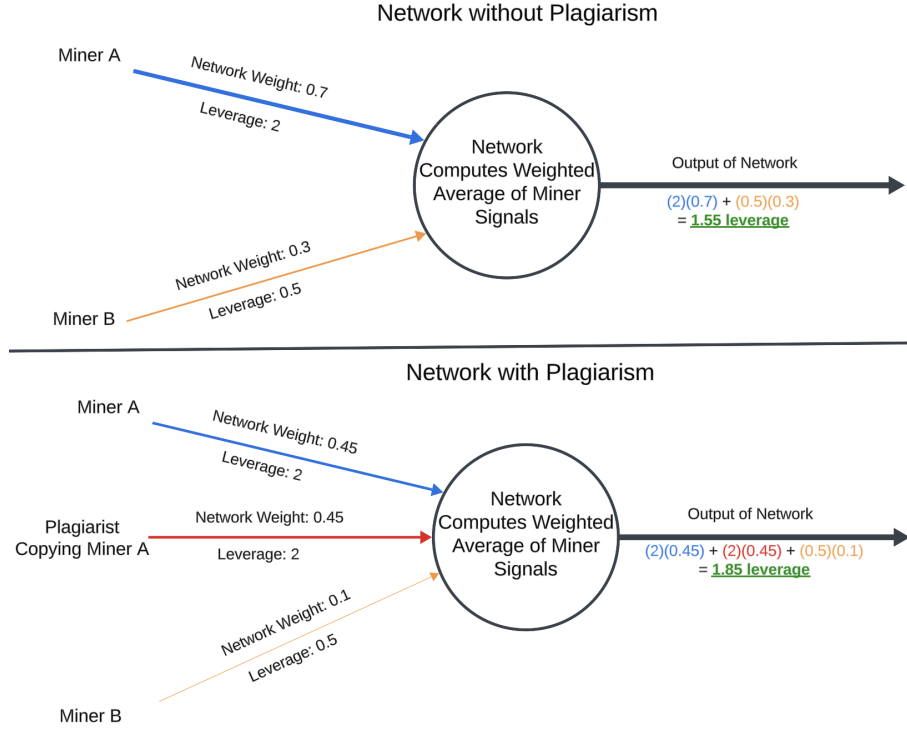 Network without Plagiarism
Miner A
Network Weight: 0.7
Leverage: 2
Network
Computes Weighted
Average of Miner
Signals
Output of Network
(2)(0.7) + (0.5)(0.3)
= 1.55 leverage
Network Weight: 0.3
Leverage: 0.5
Miner B
Network with Plagiarism
Miner A
Network Weight: 0.45
Leverage: 2
Plagiarist
Copying Miner A
Network Weight: 0.45
Leverage: 2
Network
Computes Weighted
Average of Miner
Signals
Output of Network
(2)(0.45) + (2)(0.45) + (0.5)(0.1)
= 1.85 leverage
Network Weight: 0.1
Leverage: 0.5
Miner B